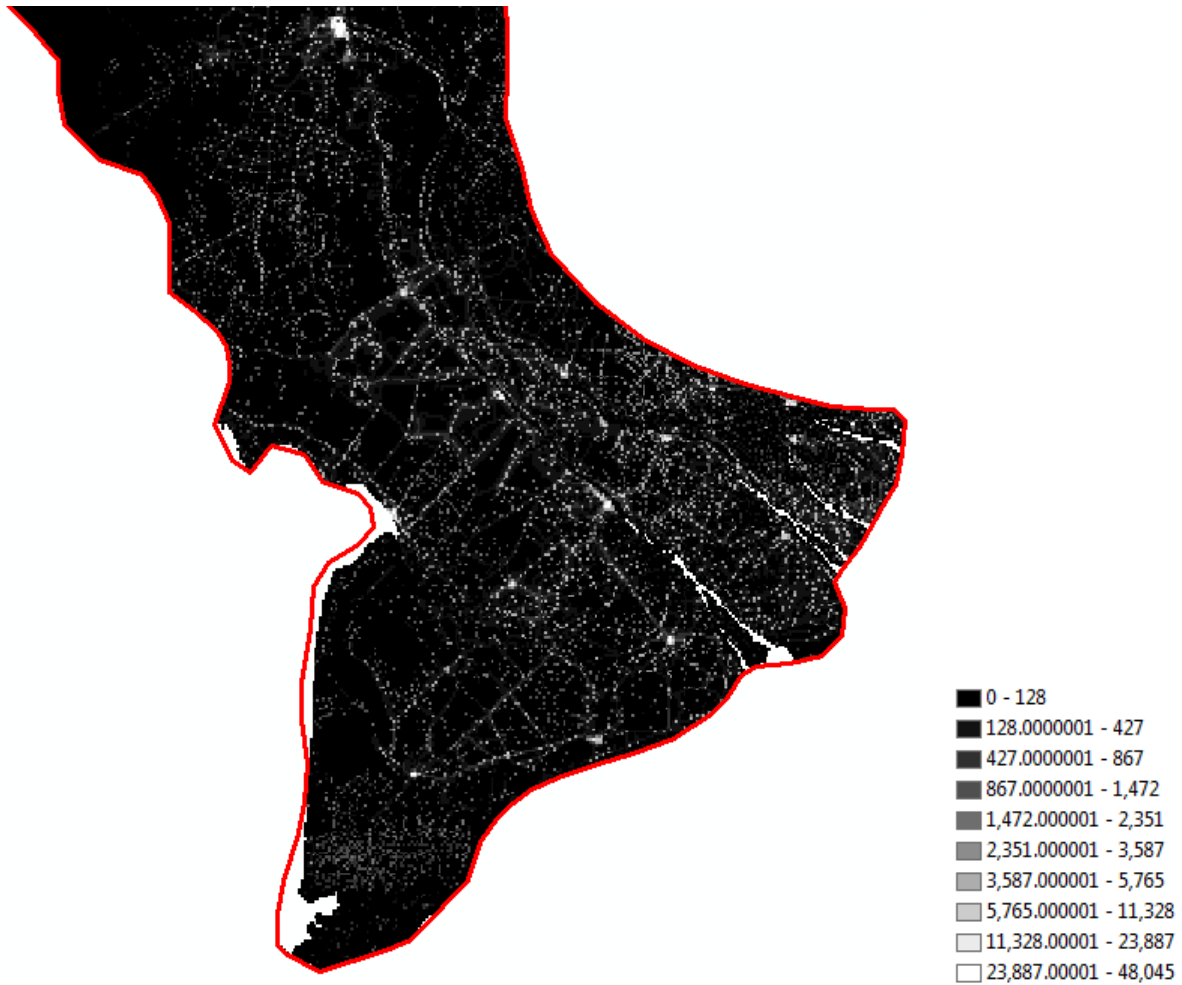 0 - 128
128.0000001 - 427
427.0000001 - 867
867.0000001 - 1,472
1,472.000001 - 2,351
2,351.000001 - 3,587
3,587.000001 - 5,765
5,765.000001 - 11,328
11,328.00001 - 23,887
23,887.00001 - 48,045